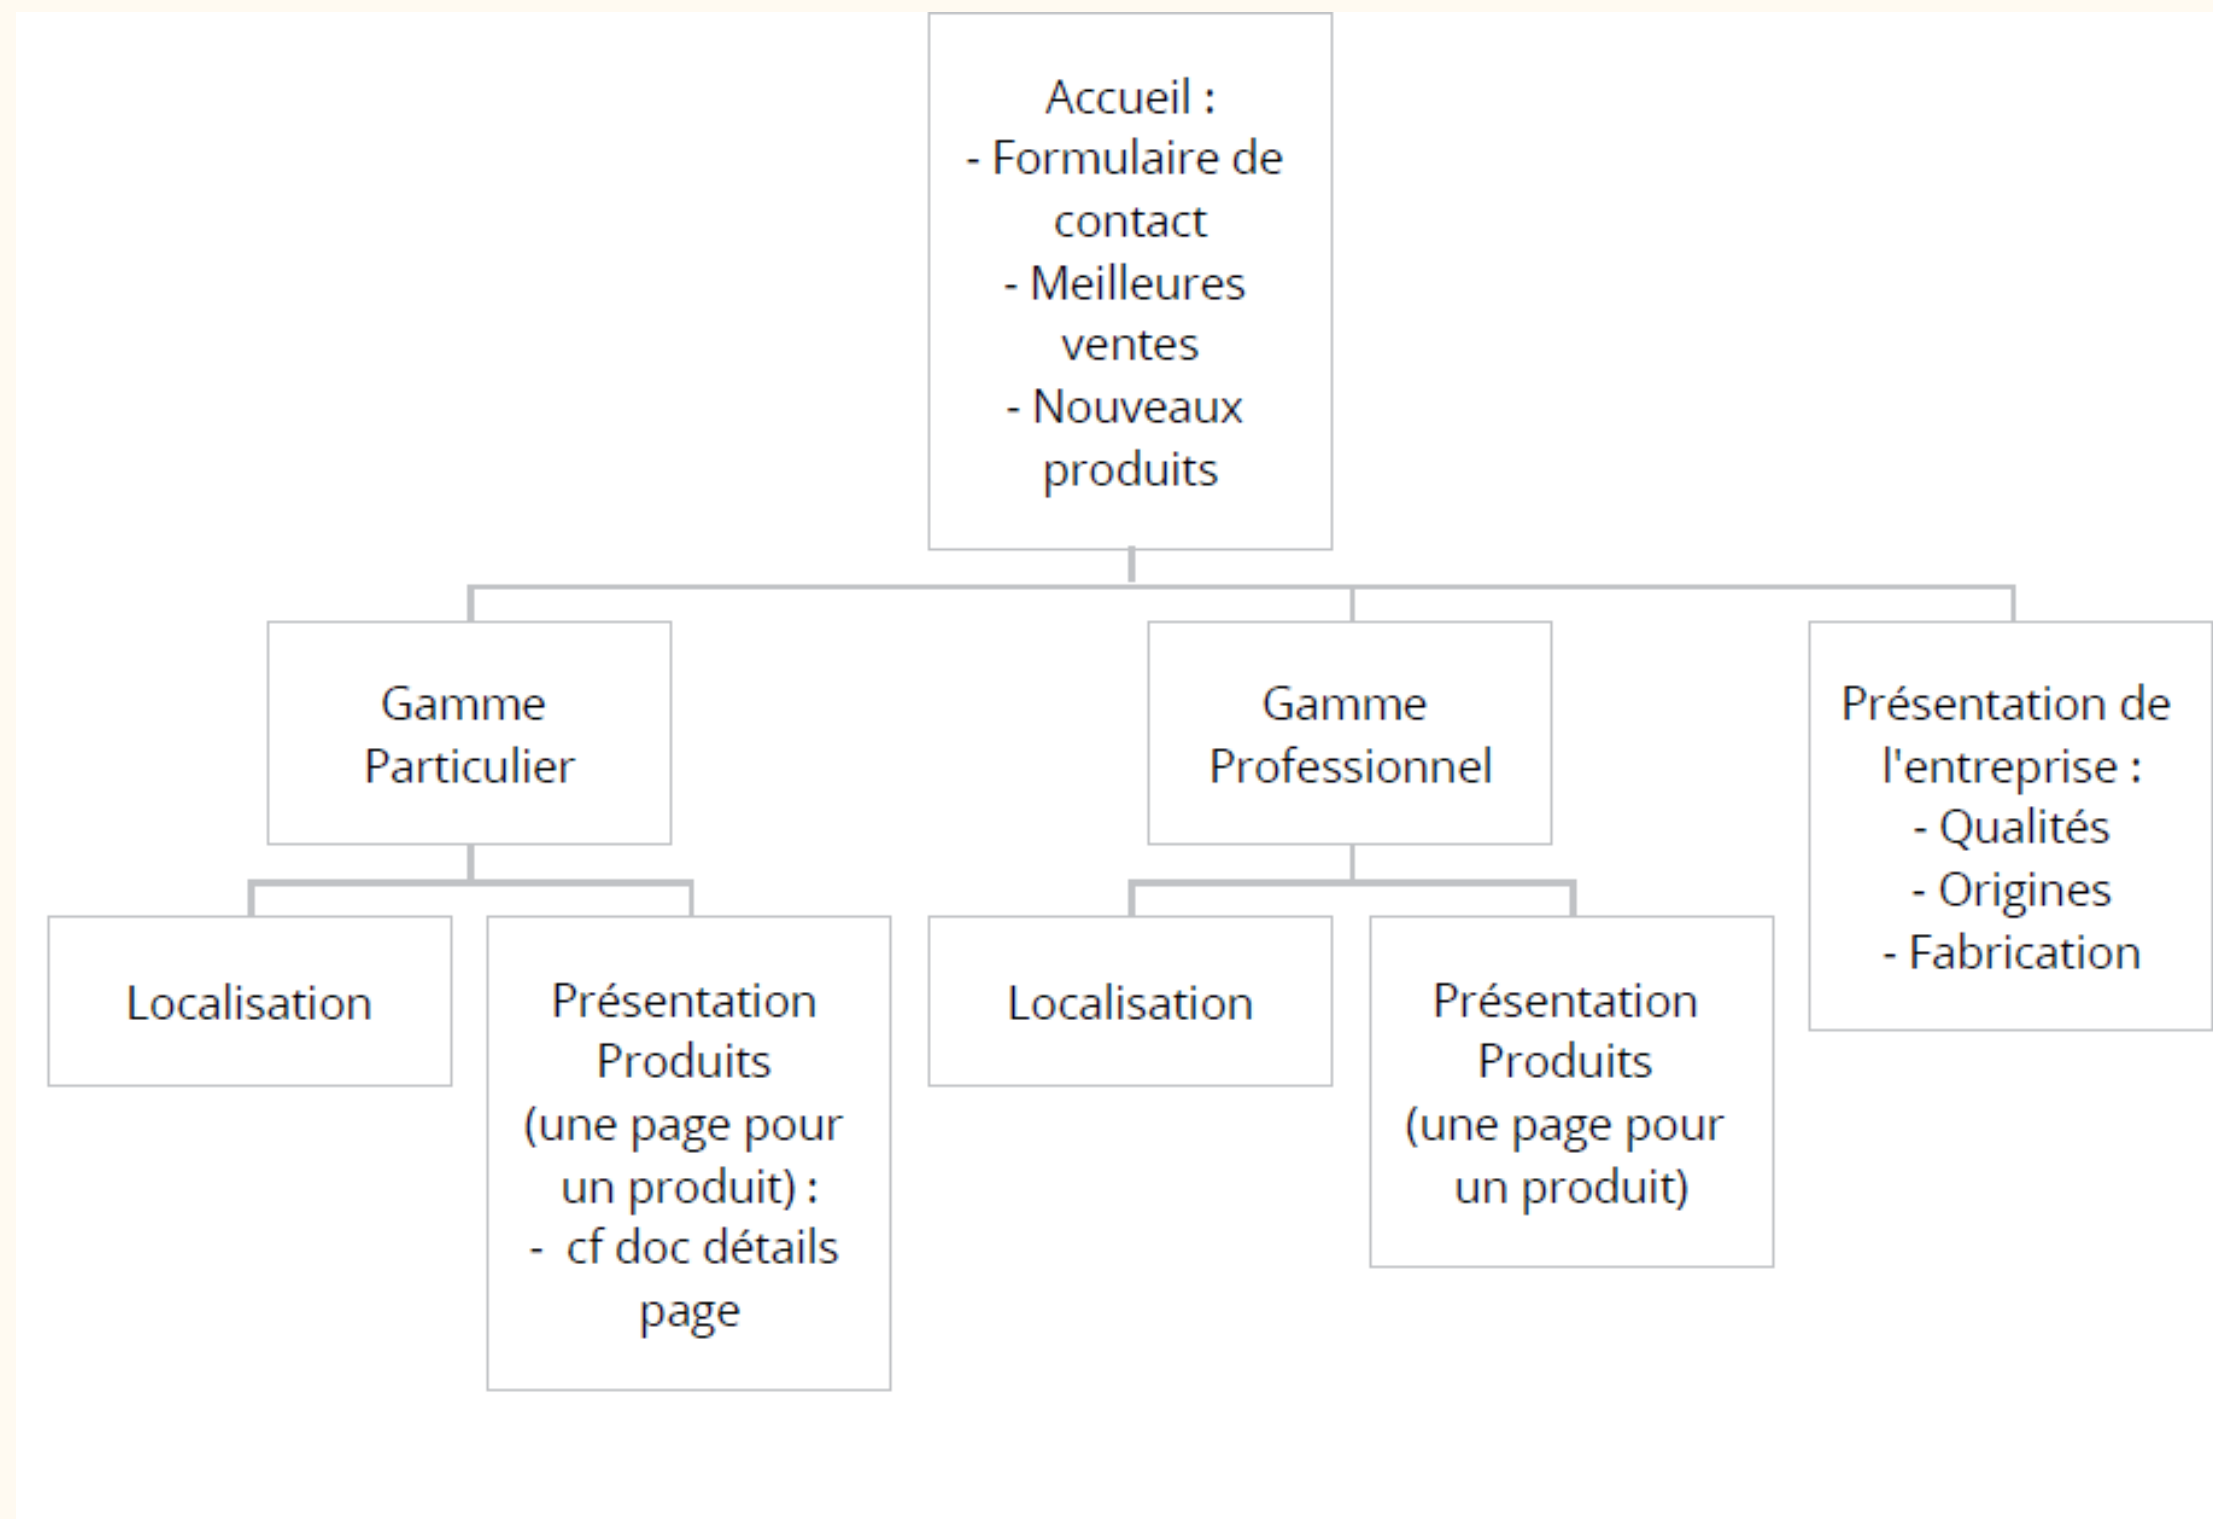 Accueil :
- Formulaire de
contact
- Meilleures
ventes
- Nouveaux
produits
Gamme
Particulier
Gamme
Professionnel
Présentation de
l'entreprise :
- Qualités
- Origines
- Fabrication
Localisation
Présentation
Produits
(une page pour
un produit) :
- cf doc détails
page
Localisation
Présentation
Produits
(une page pour
un produit)